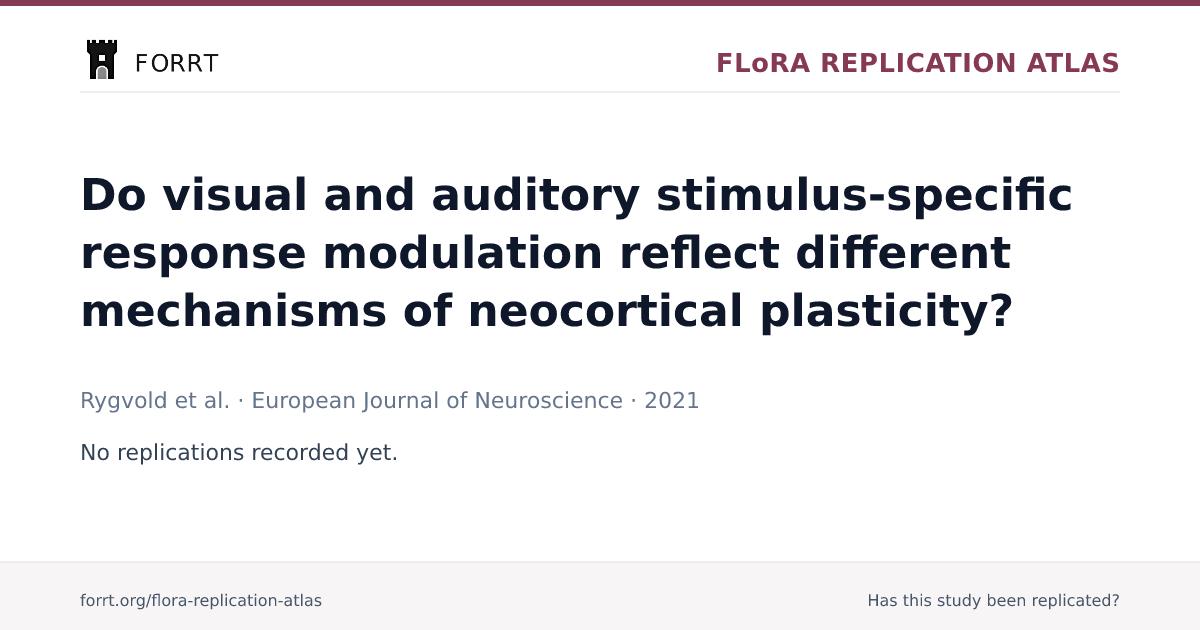 FORRT
FLoRA REPLICATION ATLAS
Do visual and auditory stimulus-specific
response modulation reflect different
mechanisms of neocortical plasticity?
Rygvold et al. · European Journal of Neuroscience · 2021
No replications recorded yet.
forrt.org/flora-replication-atlas
Has this study been replicated?